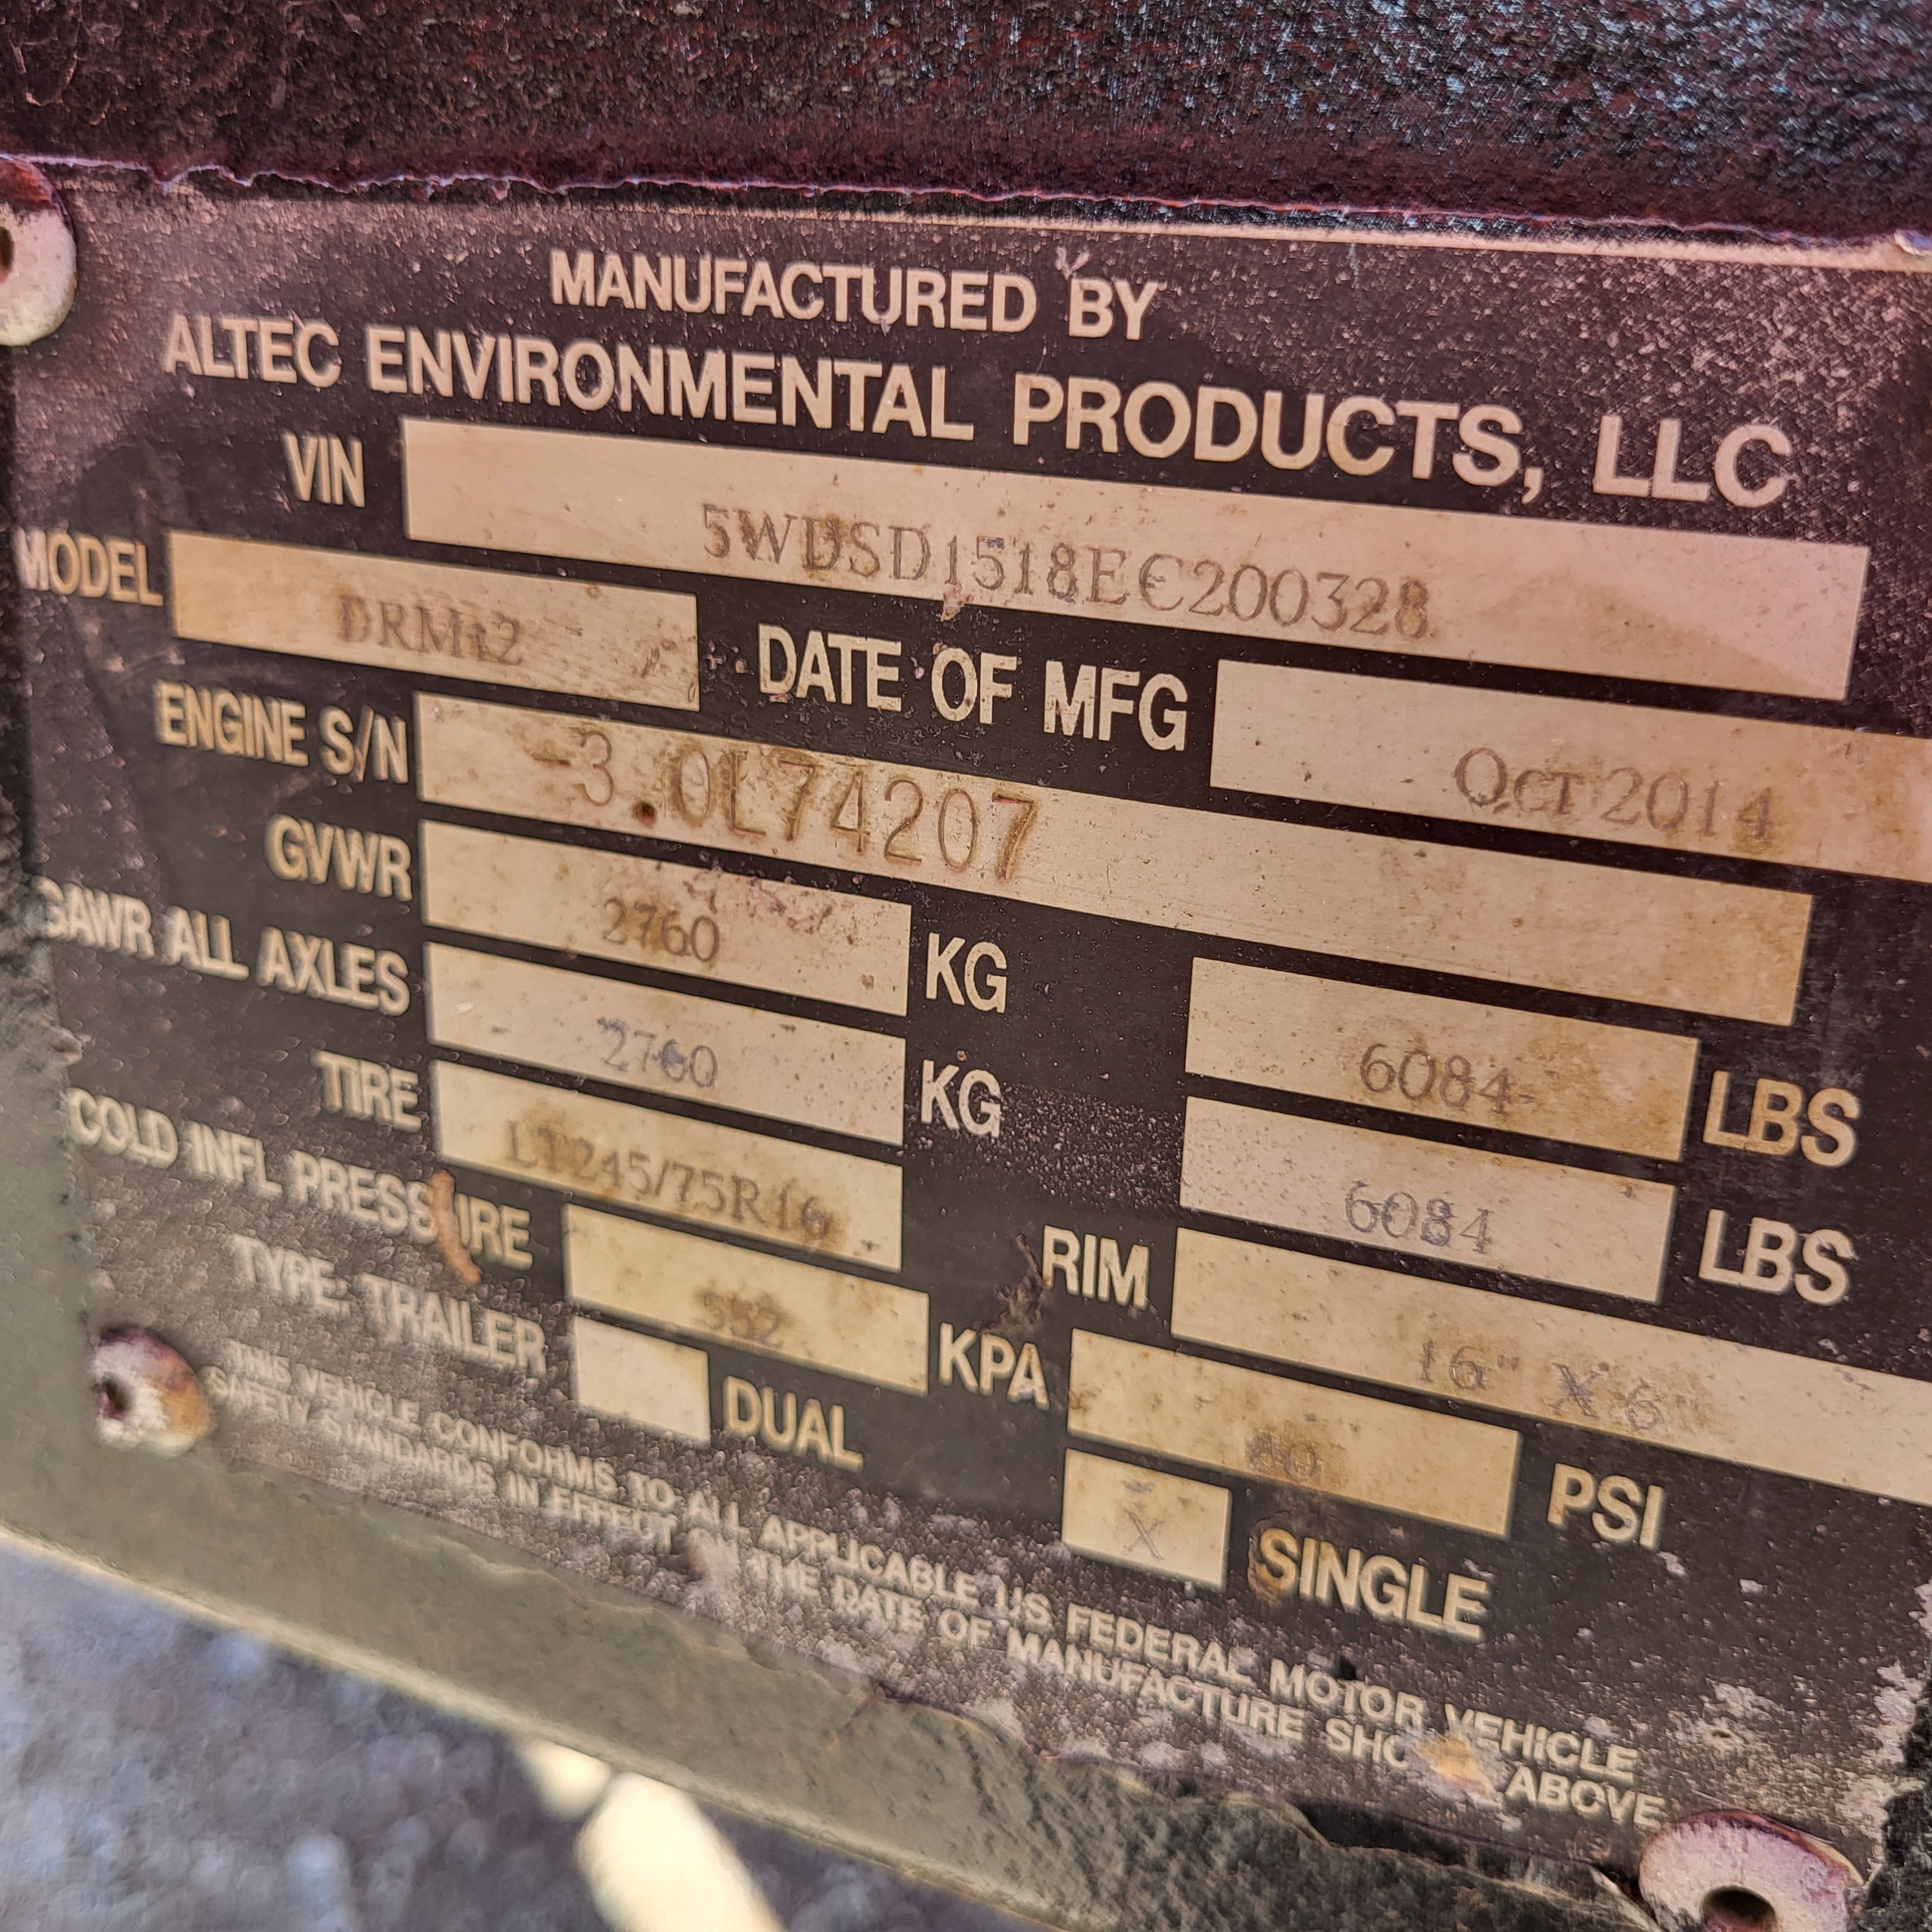 MANUFACTURED BY
ALTEC ENVIRONMENTAL PRODUCTS, LLC
VIN 5WDSD1518EC200328
MODEL DRM12 DATE OF MFG Oct 2014
ENGINE S/N -3.0L74207
GVWR 2760 KG 6084 LBS
GAWR ALL AXLES 2760 KG 6084 LBS
TIRE LT245/75R16 RIM 16" X 6"
COLD INFL PRESSURE 552 KPA 80 PSI
TYPE: TRAILER DUAL X SINGLE
THIS VEHICLE CONFORMS TO ALL APPLICABLE U.S. FEDERAL MOTOR VEHICLE
SAFETY STANDARDS IN EFFECT ON THE DATE OF MANUFACTURE SHOWN ABOVE